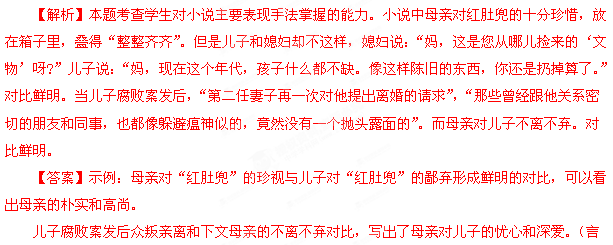 【解析】本题考查学生对小说主要表现手法掌握的能力。小说中母亲对红肚兜的十分珍惜，放
在箱子里，叠得“整整齐齐”。但是儿子和媳妇却不这样，媳妇说：“妈，这是您从哪儿捡来的‘文
物’呀?”儿子说：“妈，现在这个年代，孩子什么都不缺。像这样陈旧的东西，你还是扔掉算了。”
对比鲜明。当儿子腐败案发后，“第二任妻子再一次对他提出离婚的请求”，“那些曾经跟他关系密
切的朋友和同事，也都像躲避瘟神似的，竟然没有一个抛头露面的”。而母亲对儿子不离不弃。对
比鲜明。
【答案】示例：母亲对“红肚兜”的珍视与儿子对“红肚兜”的鄙弃形成鲜明的对比，可以看
出母亲的朴实和高尚。
儿子腐败案发后众叛亲离和下文母亲的不离不弃对比，写出了母亲对儿子的忧心和深爱。（言